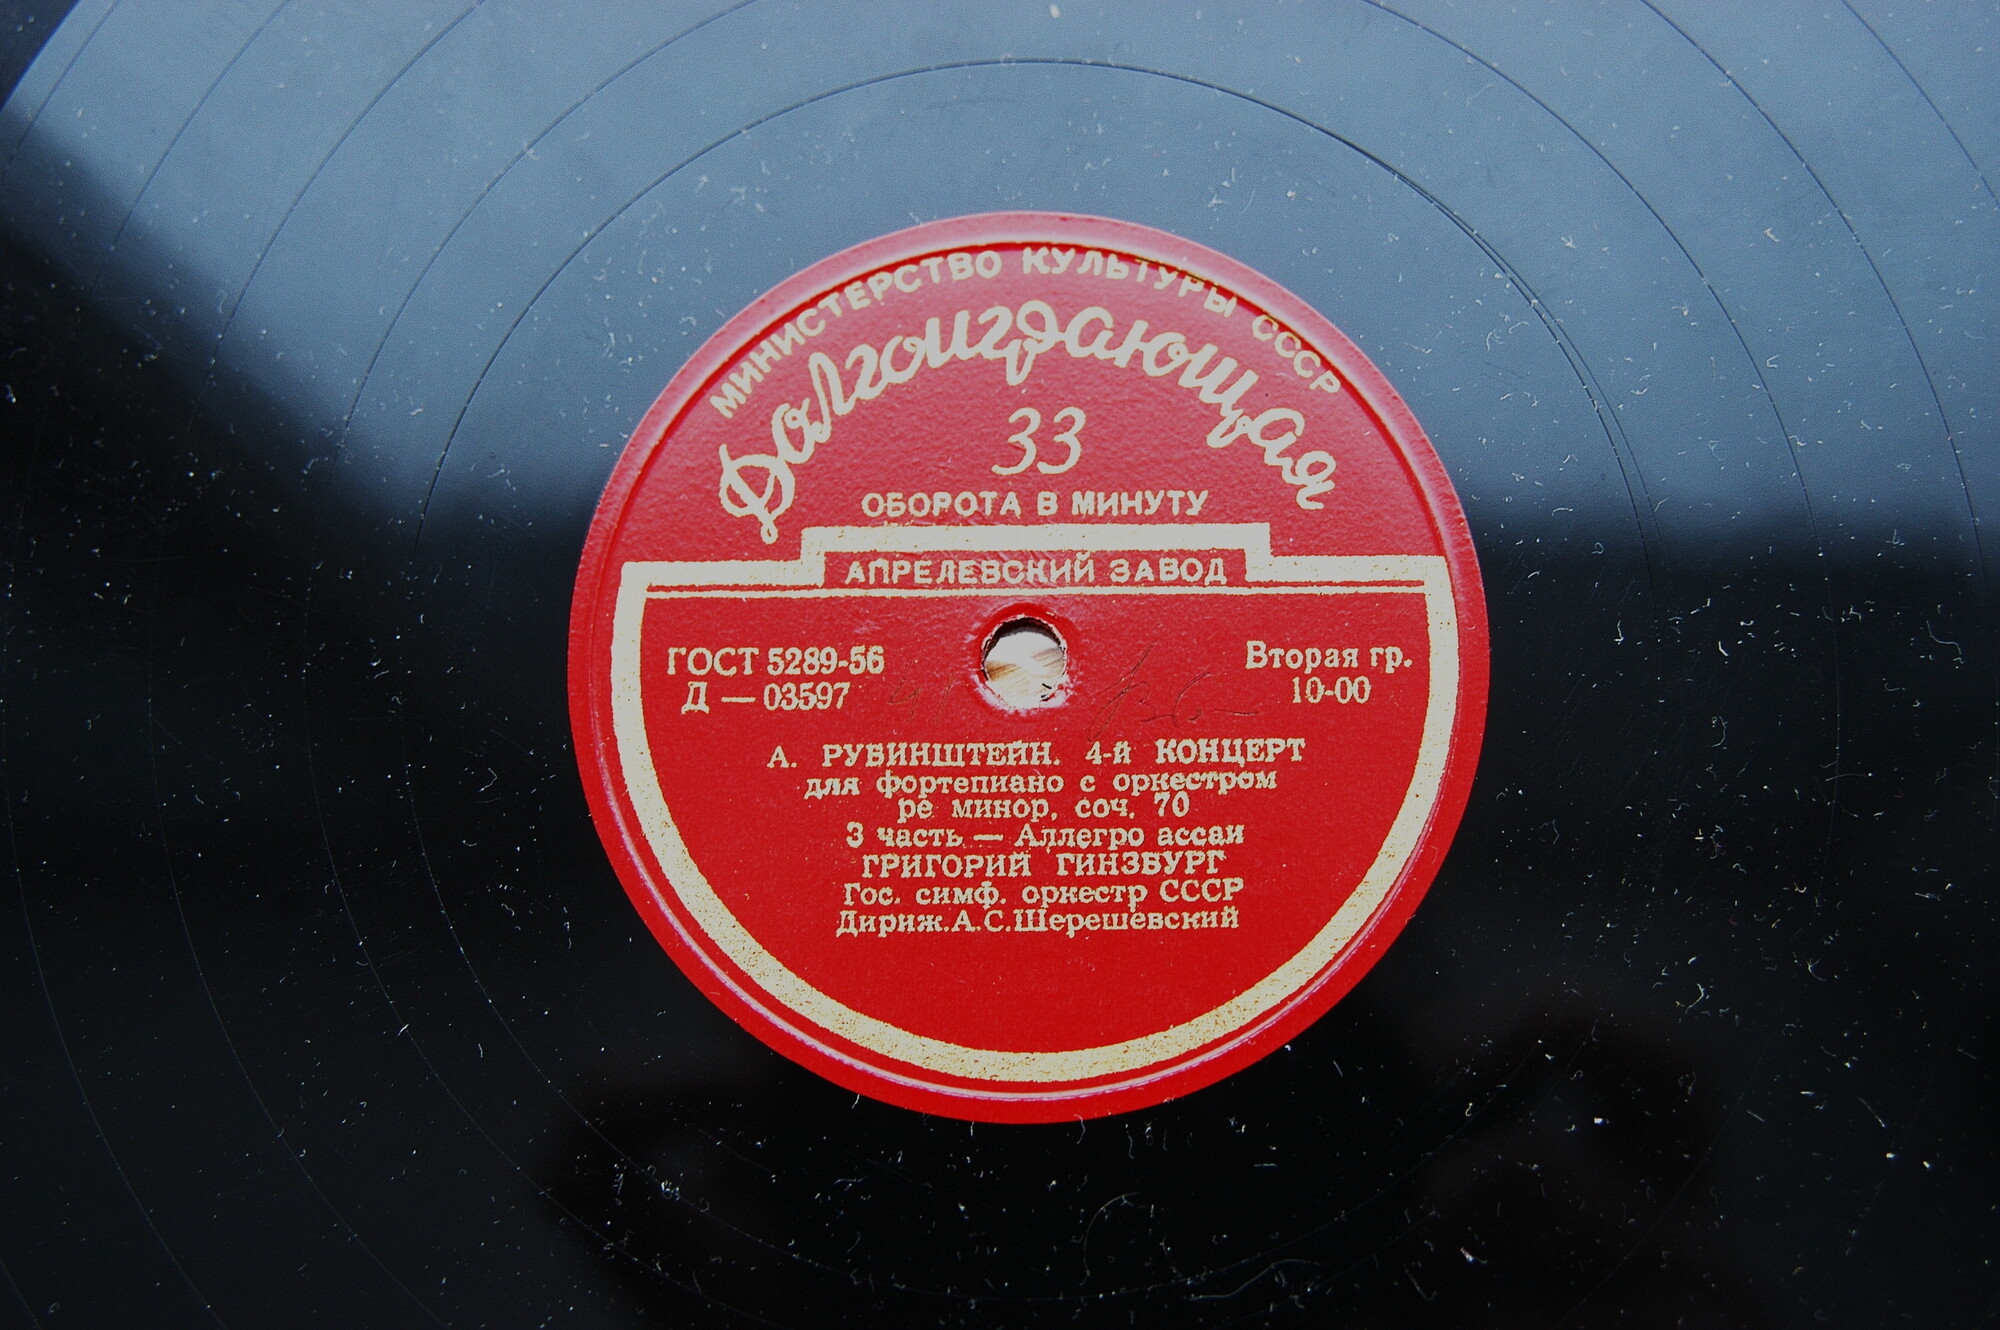 МИНИСТЕРСТВО КУЛЬТУРЫ СССР
Долгоиграющая
33
ОБОРОТА В МИНУТУ
АПРЕЛЕВСКИЙ ЗАВОД
ГОСТ 5289-56
Д — 03597
Вторая гр.
10-00
А. РУБИНШТЕЙН. 4-й КОНЦЕРТ
для фортепиано с оркестром
ре минор, соч. 70
3 часть — Аллегро ассаи
ГРИГОРИЙ ГИНЗБУРГ
Гос. симф. оркестр СССР
Дириж.А.С.Шерешевский